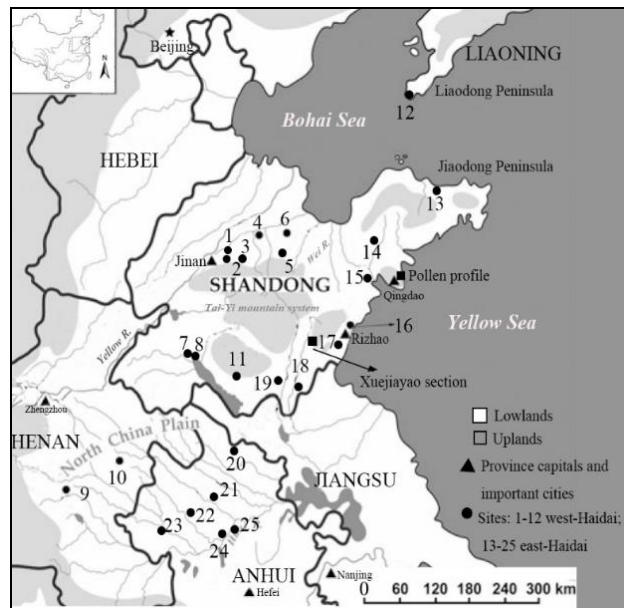 Beijing
N
LIAONING
Liaodong Peninsula
12
Bohai Sea
HEBEI
Jiaodong Peninsula
13
4
6
1
3
14
Wei R.
Jinan
2
5
15
Pollen profile
SHANDONG
Qingdao
Tai-Yi mountain system
16
Yellow Sea
Yellow R.
17
Rizhao
7
8
11
18
19
Xuejiayao section
Zhengzhou
Lowlands
HENAN
North China Plain
Uplands
20
JIANGSU
Province capitals and
important cities
10
9
21
22
Sites: 1-12 west-Haidai;
13-25 east-Haidai
23
25
24
ANHUI
Nanjing
Hefei
0 60 120 180 240 300 km